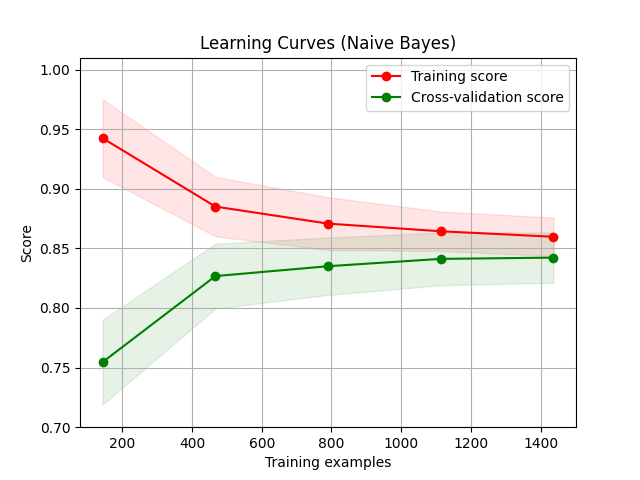 Learning Curves (Naive Bayes)
Training score
Cross-validation score
1.00
0.95
0.90
0.85
0.80
0.75
0.70
Score
200 400 600 800 1000 1200 1400
Training examples